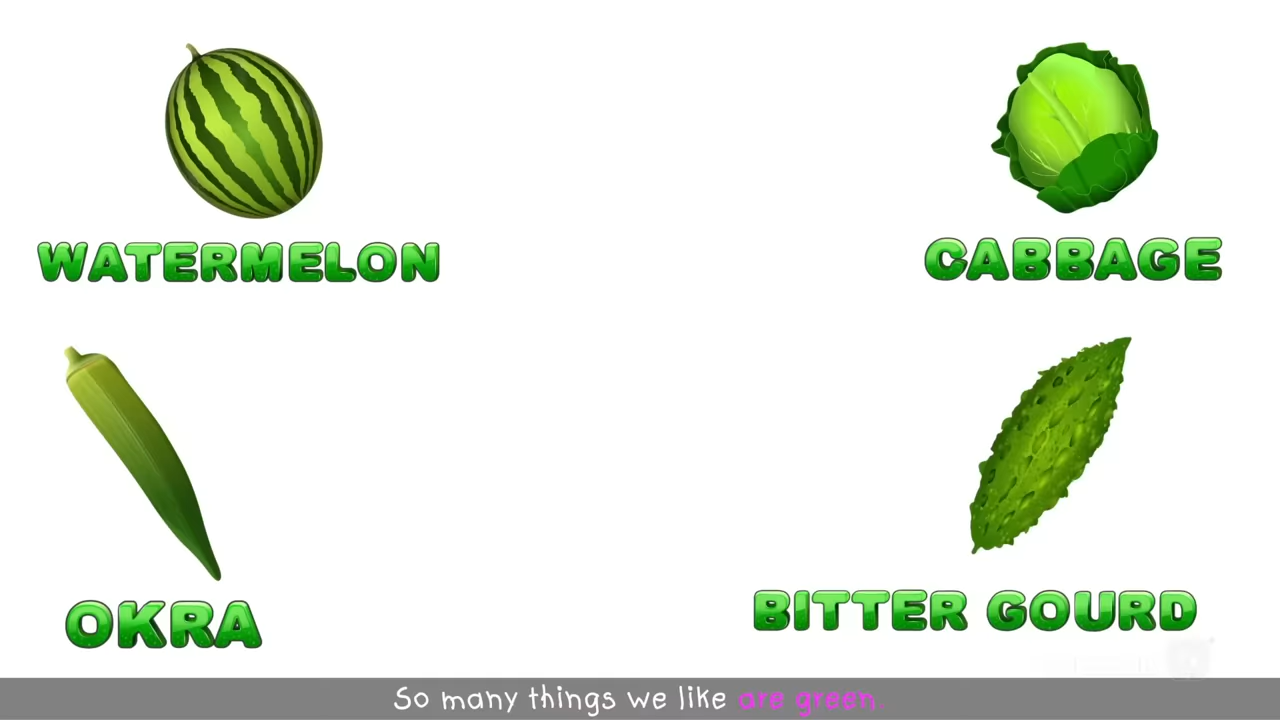 WATERMELON
CABBAGE
OKRA
BITTER GOURD
So many things we like are green.